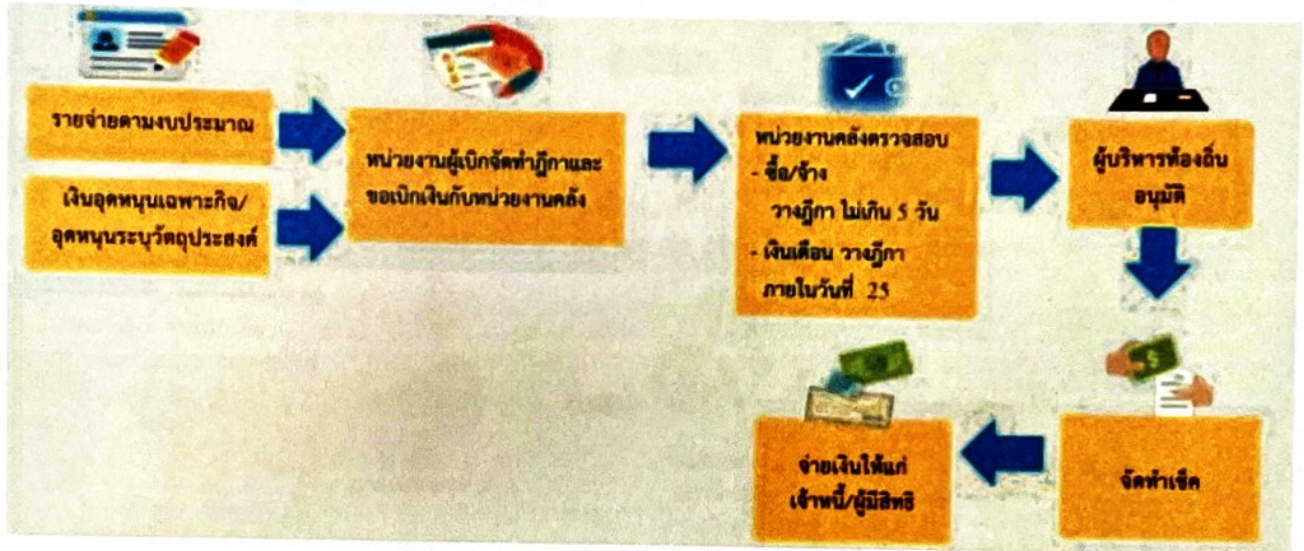 รายจ่ายตามงบประมาณ
เงินอุดหนุนเฉพาะกิจ/
อุดหนุนระบุวัตถุประสงค์
หน่วยงานผู้เบิกจัดทำฎีกาและ
ขอเบิกเงินกับหน่วยงานคลัง
หน่วยงานคลังตรวจสอบ
- ซื้อ/จ้าง
วางฎีกา ไม่เกิน 5 วัน
- เงินเดือน วางฎีกา
ภายในวันที่ 25
ผู้บริหารท้องถิ่น
อนุมัติ
จัดทำเช็ค
จ่ายเงินให้แก่
เจ้าหนี้/ผู้มีสิทธิ